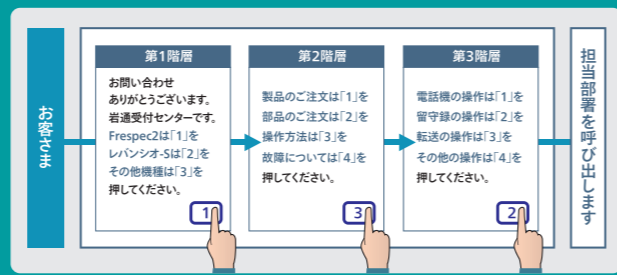 お客さま
第1階層
お問い合わせ
ありがとうございます。
岩通受付センターです。
Frespec2は「1」を
レバンシオ-Sは「2」を
その他機種は「3」を
押してください。
1
第2階層
製品のご注文は「1」を
部品のご注文は「2」を
操作方法は「3」を
故障については「4」を
押してください。
3
第3階層
電話機の操作は「1」を
留守録の操作は「2」を
転送の操作は「3」を
その他の操作は「4」を
押してください。
2
担当部署を呼び出します